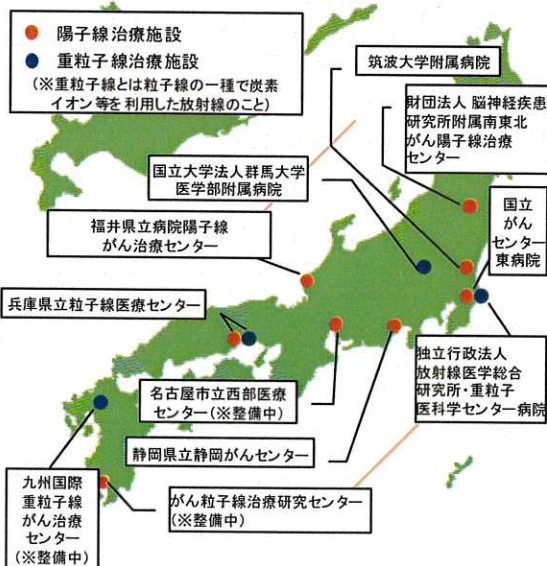 陽子線治療施設
重粒子線治療施設
(※重粒子線とは粒子線の一種で炭素
イオン等を利用した放射線のこと)
筑波大学附属病院
財団法人 脳神経疾患
研究所附属南東北
がん陽子線治療
センター
国立大学法人群馬大学
医学部附属病院
国立
がん
センター
東病院
福井県立病院陽子線
がん治療センター
兵庫県立粒子線医療センター
独立行政法人
放射線医学総合
研究所・重粒子
医科学センター病院
名古屋市立西部医療
センター(※整備中)
静岡県立静岡がんセンター
九州国際
重粒子線
がん治療
センター
(※整備中)
がん粒子線治療研究センター
(※整備中)